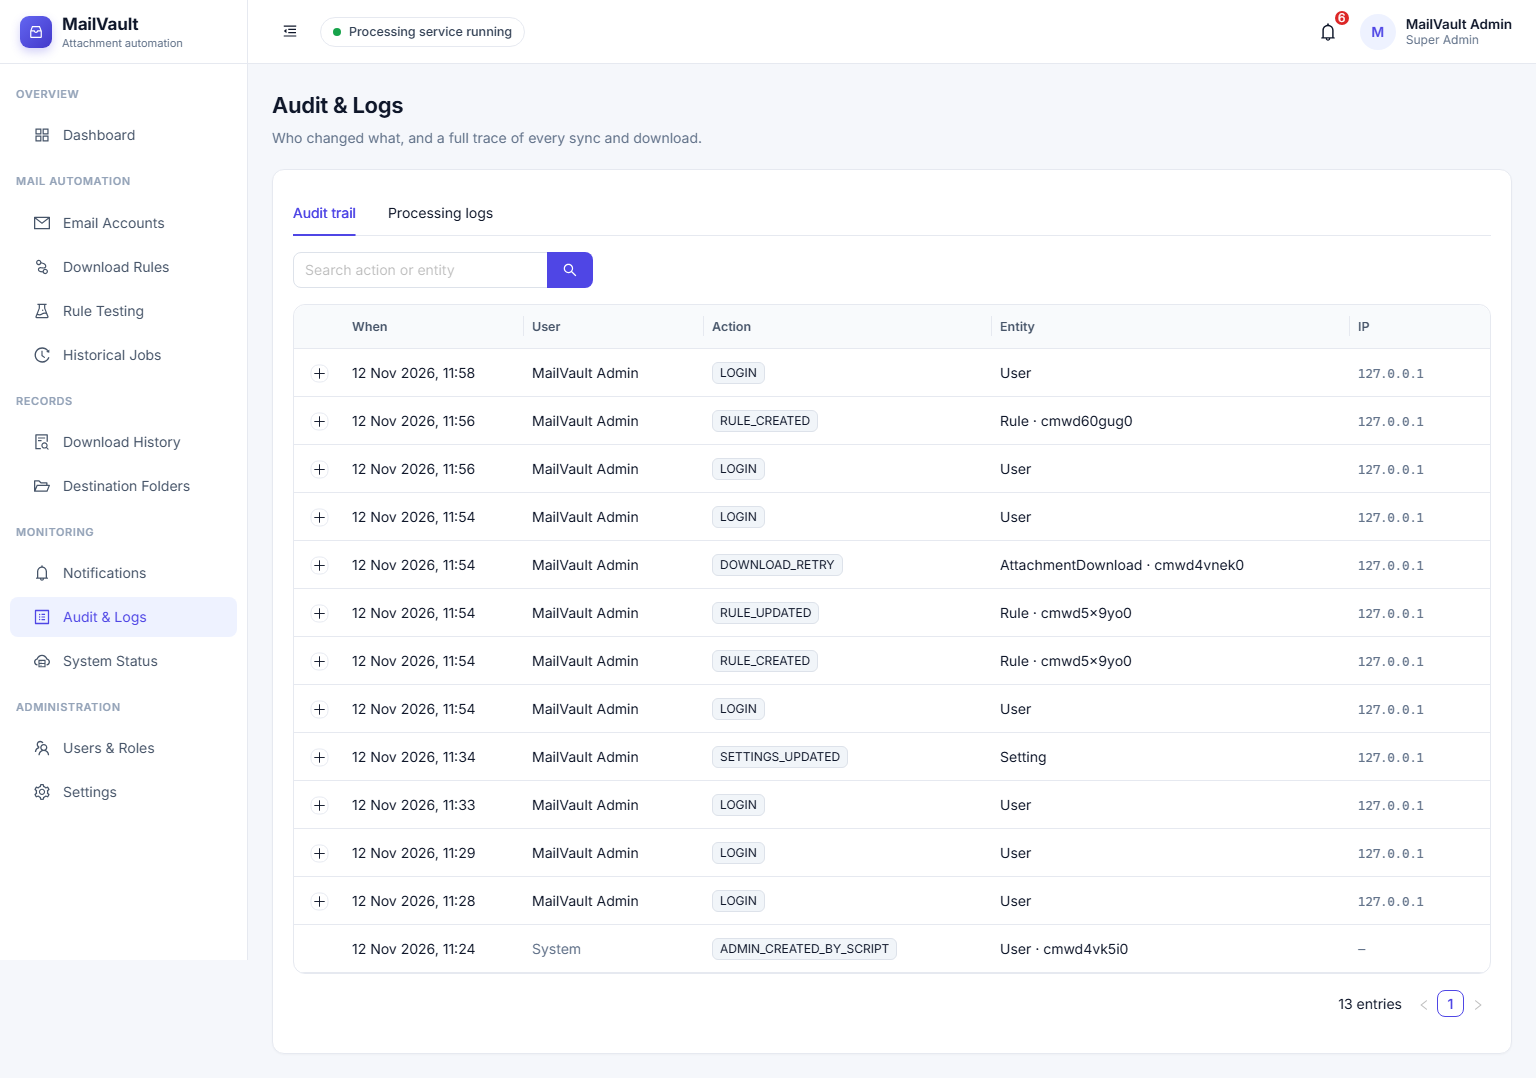 MailVault
Attachment automation
Processing service running
6
M
MailVault Admin
Super Admin
OVERVIEW
Dashboard
MAIL AUTOMATION
Email Accounts
Download Rules
Rule Testing
Historical Jobs
RECORDS
Download History
Destination Folders
MONITORING
Notifications
Audit & Logs
System Status
ADMINISTRATION
Users & Roles
Settings
Audit & Logs
Who changed what, and a full trace of every sync and download.
Audit trail Processing logs
Search action or entity
When User Action Entity IP
12 Nov 2026, 11:58 MailVault Admin LOGIN User 127.0.0.1
12 Nov 2026, 11:56 MailVault Admin RULE_CREATED Rule · cmwd60gug0 127.0.0.1
12 Nov 2026, 11:56 MailVault Admin LOGIN User 127.0.0.1
12 Nov 2026, 11:54 MailVault Admin LOGIN User 127.0.0.1
12 Nov 2026, 11:54 MailVault Admin DOWNLOAD_RETRY AttachmentDownload · cmwd4vnek0 127.0.0.1
12 Nov 2026, 11:54 MailVault Admin RULE_UPDATED Rule · cmwd5×9yo0 127.0.0.1
12 Nov 2026, 11:54 MailVault Admin RULE_CREATED Rule · cmwd5×9yo0 127.0.0.1
12 Nov 2026, 11:54 MailVault Admin LOGIN User 127.0.0.1
12 Nov 2026, 11:34 MailVault Admin SETTINGS_UPDATED Setting 127.0.0.1
12 Nov 2026, 11:33 MailVault Admin LOGIN User 127.0.0.1
12 Nov 2026, 11:29 MailVault Admin LOGIN User 127.0.0.1
12 Nov 2026, 11:28 MailVault Admin LOGIN User 127.0.0.1
12 Nov 2026, 11:24 System ADMIN_CREATED_BY_SCRIPT User · cmwd4vk5i0 –
13 entries < 1 >